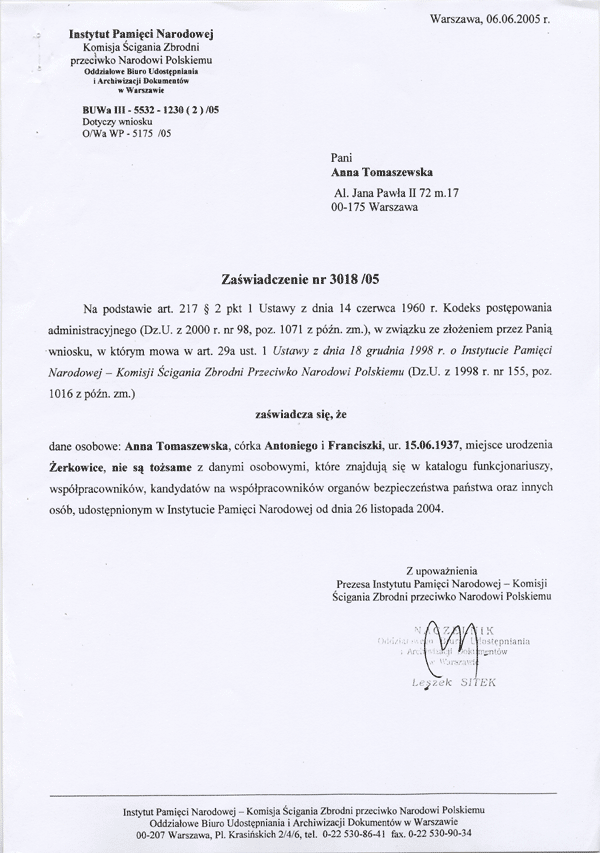 Warszawa, 06.06.2005 r.
Instytut Pamięci Narodowej
Komisja Ścigania Zbrodni
przeciwko Narodowi Polskiemu
Oddziałowe Biuro Udostępniania
i Archiwizacji Dokumentów
w Warszawie
BUWa III - 5532 - 1230 ( 2 ) /05
Dotyczy wniosku
O/Wa WP - 5175 /05
Pani
Anna Tomaszewska
Al. Jana Pawła II 72 m.17
00-175 Warszawa
Zaświadczenie nr 3018 /05
Na podstawie art. 217 § 2 pkt 1 Ustawy z dnia 14 czerwca 1960 r. Kodeks postępowania
administracyjnego (Dz.U. z 2000 r. nr 98, poz. 1071 z późn. zm.), w związku ze złożeniem przez Panią
wniosku, w którym mowa w art. 29a ust. 1 Ustawy z dnia 18 grudnia 1998 r. o Instytucie Pamięci
Narodowej – Komisji Ścigania Zbrodni Przeciwko Narodowi Polskiemu (Dz.U. z 1998 r. nr 155, poz.
1016 z późn. zm.)
zaświadcza się, że
dane osobowe: Anna Tomaszewska, córka Antoniego i Franciszki, ur. 15.06.1937, miejsce urodzenia
Żerkowice, nie są tożsame z danymi osobowymi, które znajdują się w katalogu funkcjonariuszy,
współpracowników, kandydatów na współpracowników organów bezpieczeństwa państwa oraz innych
osób, udostępnionym w Instytucie Pamięci Narodowej od dnia 26 listopada 2004.
Z upoważnienia
Prezesa Instytutu Pamięci Narodowej – Komisji
Ścigania Zbrodni przeciwko Narodowi Polskiemu
NACZELNIK
Oddziałowego Biura Udostępniania
i Archiwizacji Dokumentów
w Warszawie
Leszek SITEK
Instytut Pamięci Narodowej – Komisja Ścigania Zbrodni przeciwko Narodowi Polskiemu
Oddziałowe Biuro Udostępniania i Archiwizacji Dokumentów w Warszawie
00-207 Warszawa, Pl. Krasińskich 2/4/6, tel. 0-22 530-86-41 fax. 0-22 530-90-34